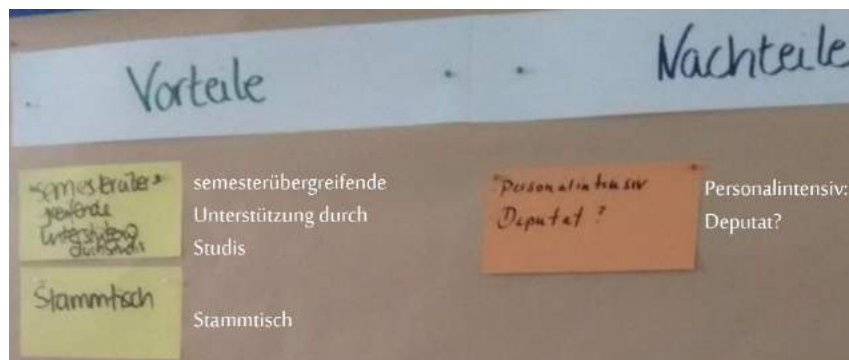 Vorteile
Nachteile
semesterüber-
greifende
Unterstützung
durch Studis
semesterübergreifende
Unterstützung durch
Studis
Personalintensiv
Deputat ?
Personalintensiv:
Deputat?
Stammtisch
Stammtisch